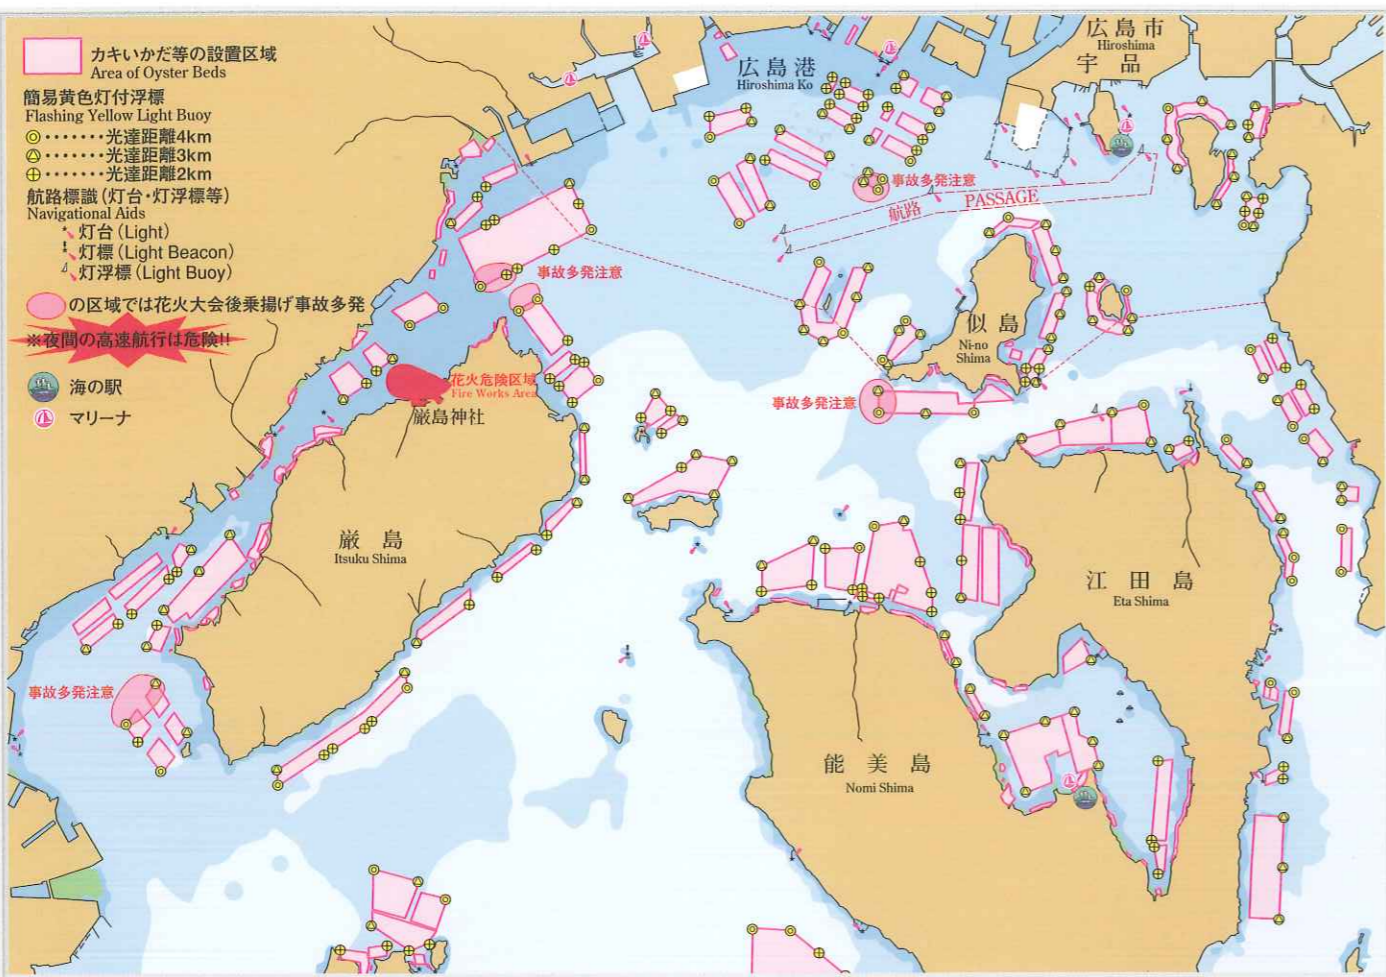 カキいかだ等の設置区域
Area of Oyster Beds
簡易黄色灯付浮標
Flashing Yellow Light Buoy
・・・・・・・光達距離4km
・・・・・・・光達距離3km
・・・・・・・光達距離2km
航路標識(灯台・灯浮標等)
Navigational Aids
灯台(Light)
灯標(Light Beacon)
灯浮標(Light Buoy)
の区域では花火大会後乗揚げ事故多発
※夜間の高速航行は危険!!
海の駅
マリーナ
広島港
Hiroshima Ko
広島市
Hiroshima
宇品
事故多発注意
航路 PASSAGE
事故多発注意
似島
Ni-no
Shima
花火危険区域
Fire Works Area
厳島神社
事故多発注意
厳島
Itsuku Shima
江田島
Eta Shima
事故多発注意
能美島
Nomi Shima